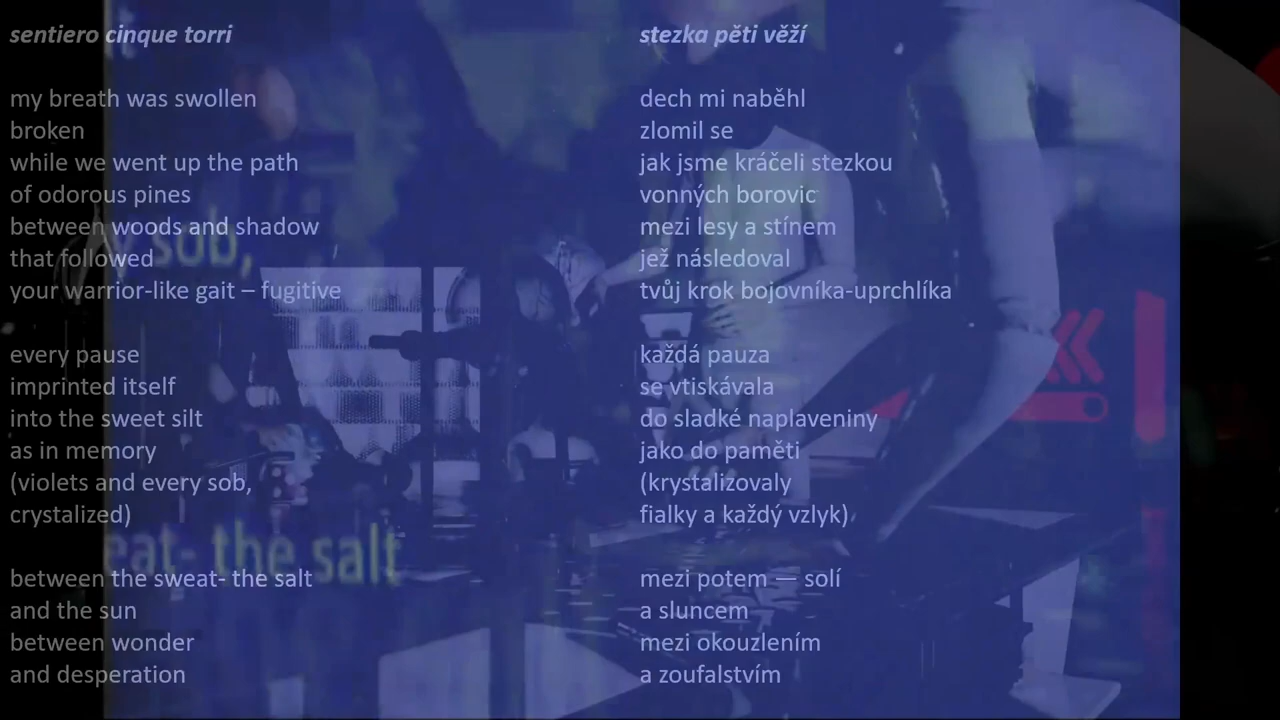 sentiero cinque torri
my breath was swollen
broken
while we went up the path
of odorous pines
between woods and shadow
that followed
your warrior-like gait – fugitive
every pause
imprinted itself
into the sweet silt
as in memory
(violets and every sob,
crystalized)
between the sweat- the salt
and the sun
between wonder
and desperation
stezka pěti věží
dech mi naběhl
zlomil se
jak jsme kráčeli stezkou
vonných borovic
mezi lesy a stínem
jež následoval
tvůj krok bojovníka-uprchlíka
každá pauza
se vtiskávala
do sladké naplaveniny
jako do paměti
(krystalizovaly
fialky a každý vzlyk)
mezi potem — solí
a sluncem
mezi okouzlením
a zoufalstvím
sob,
the salt